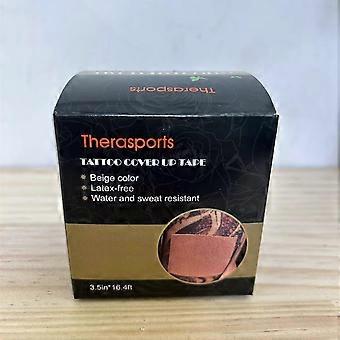 Therasports
Therasports
TATTOO COVER UP TAPE
Beige color
Latex-free
Water and sweat resistant
3.5in*16.4ft